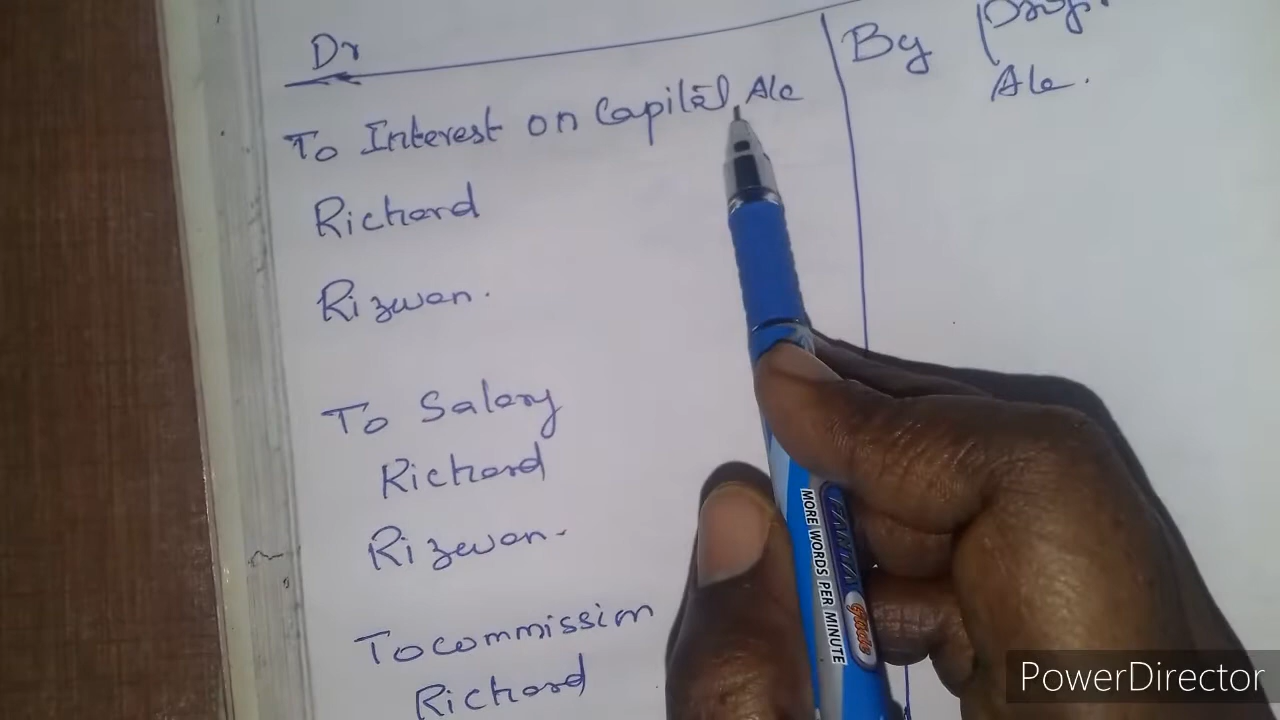 Dr
To Interest on Capital A/c
Richard
Rizwan.
To Salary
Richard
Rizwan.
To commission
Richard
By
A/c.
MORE WORDS PER MINUTE
PowerDirector